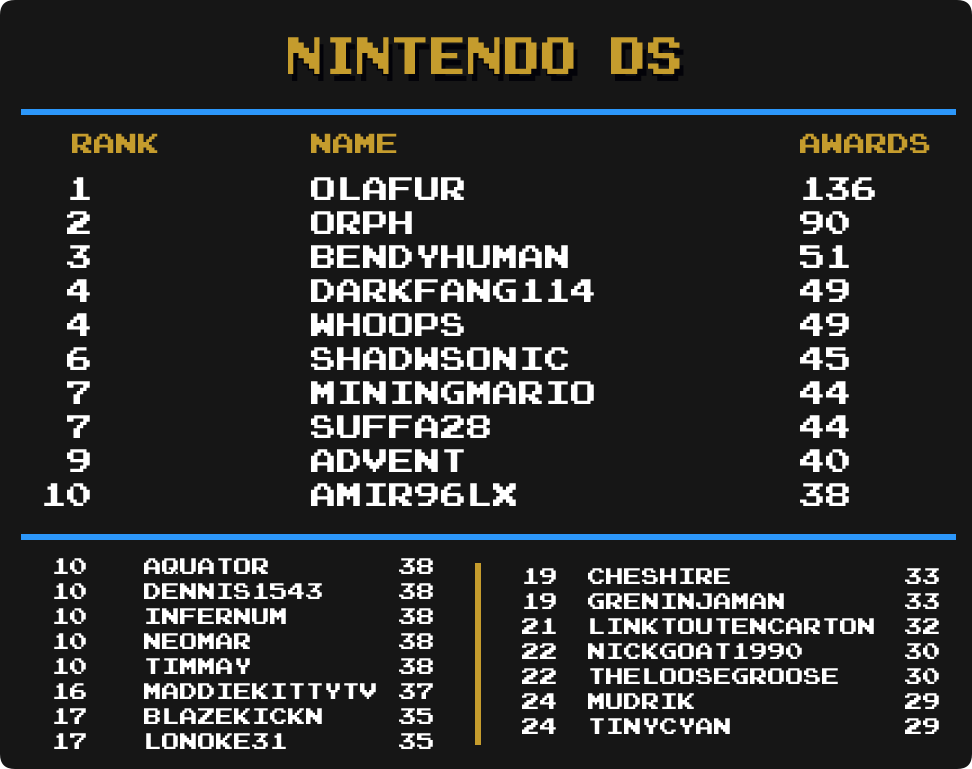 NINTENDO DS
RANK NAME AWARDS
1 OLAFUR 136
2 ORPH 90
3 BENDYHUMAN 51
4 DARKFANG114 49
4 WHOOPS 49
6 SHADWSONIC 45
7 MININGMARIO 44
7 SUFFA28 44
9 ADVENT 40
10 AMIR96LX 38
10 AQUATOR 38
10 DENNIS1543 38
10 INFERNUM 38
10 NEOMAR 38
10 TIMMAY 38
16 MADDIEKITTYTV 37
17 BLAZEKICKN 35
17 LONOKE31 35
19 CHESHIRE 33
19 GRENINJAMAN 33
21 LINKTOUTENCARTON 32
22 NICKGOAT1990 30
22 THELOOSEGROOSE 30
24 MUDRIK 29
24 TINYCYAN 29